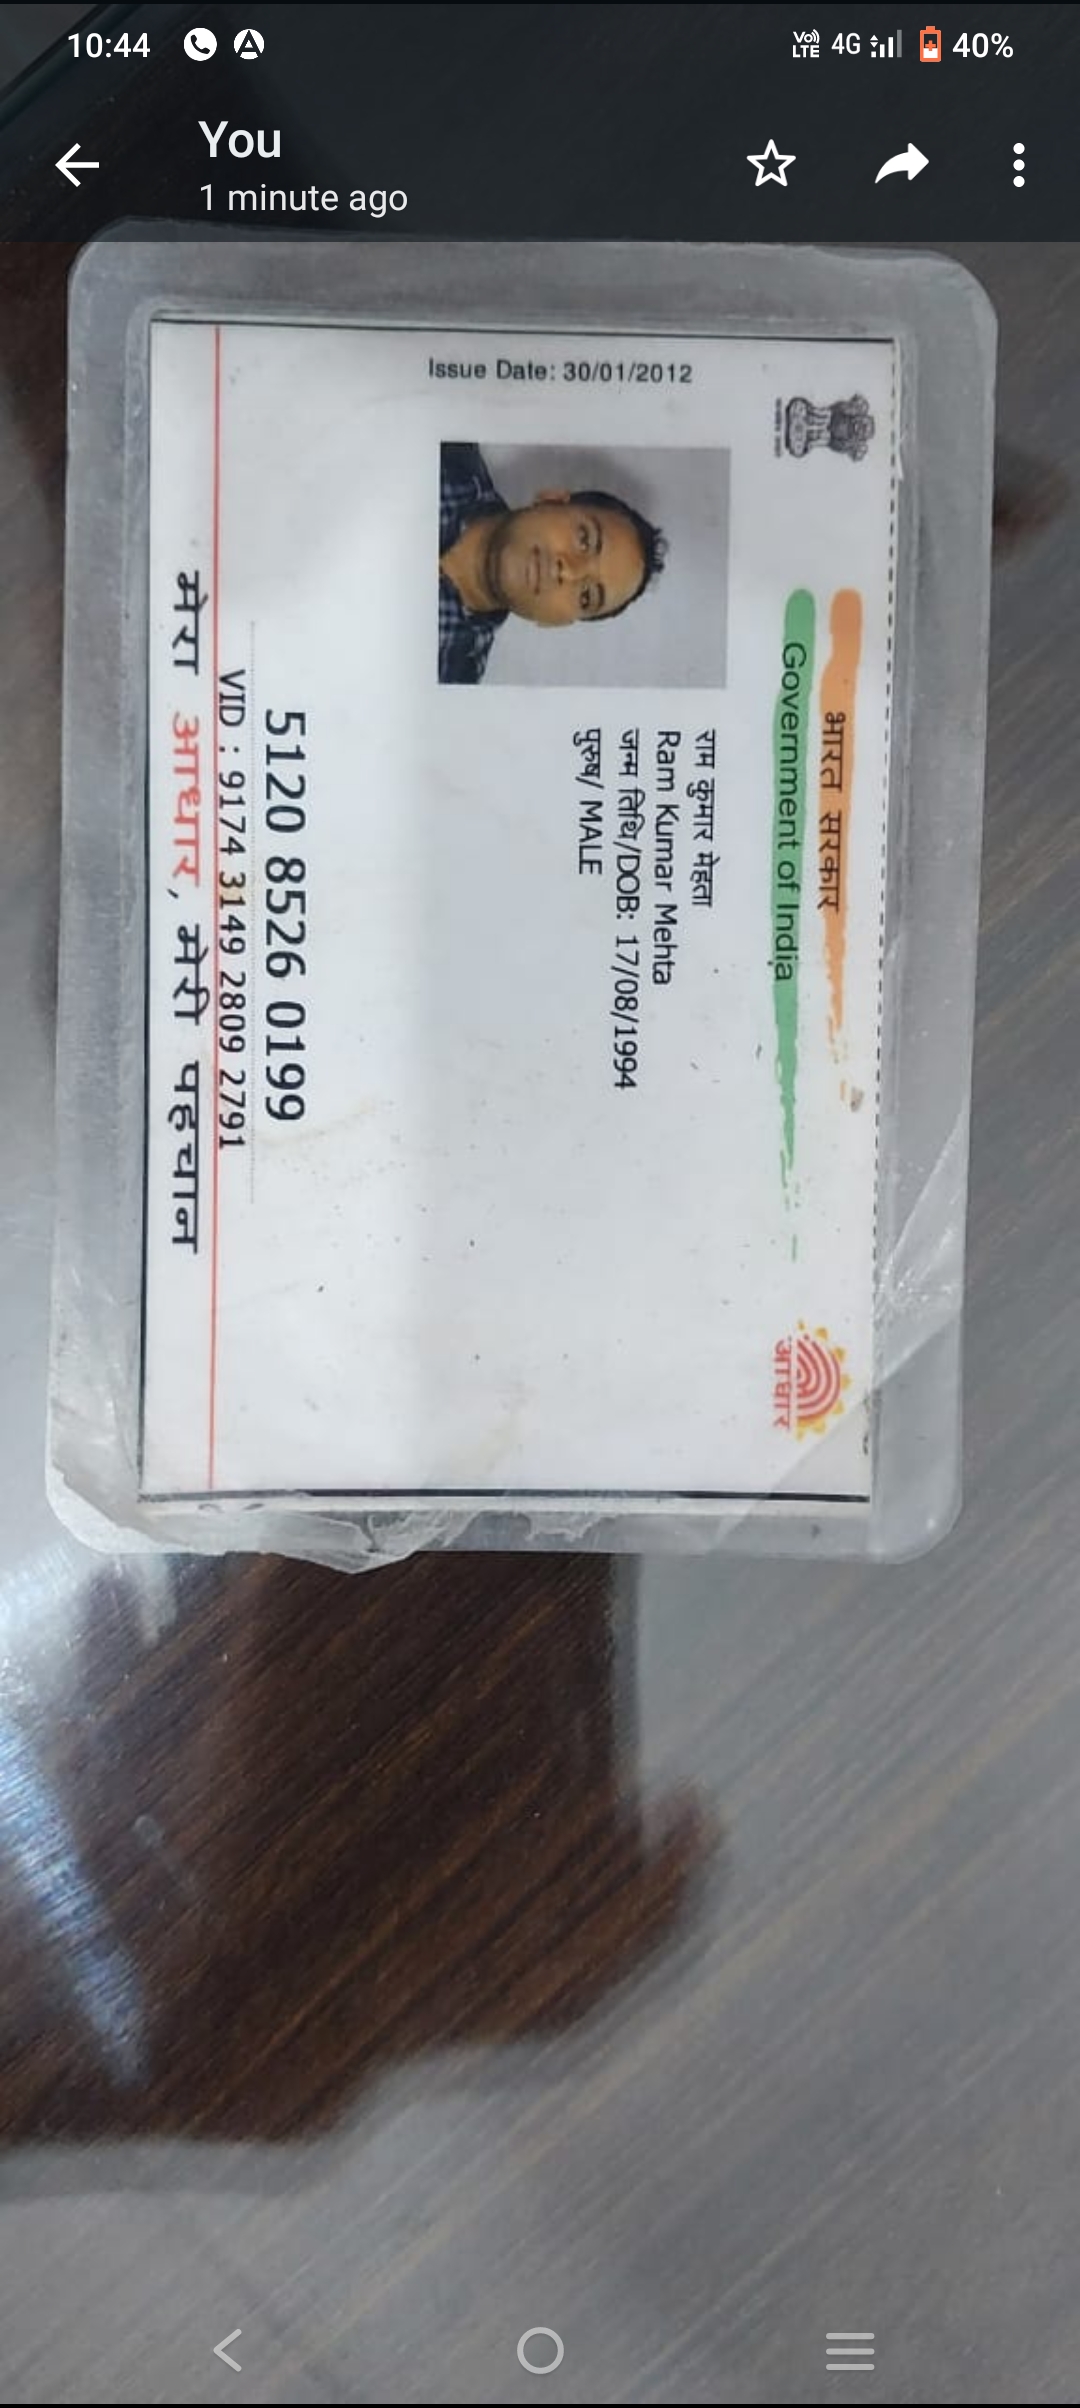 10:44
VoLTE 4G 40%
You
1 minute ago
भारत सरकार
Government of India
Issue Date: 30/01/2012
राम कुमार मेहता
Ram Kumar Mehta
जन्म तिथि/DOB: 17/08/1994
पुरुष/ MALE
आधार
5120 8526 0199
VID : 9174 3149 2809 2791
मेरा आधार, मेरी पहचान